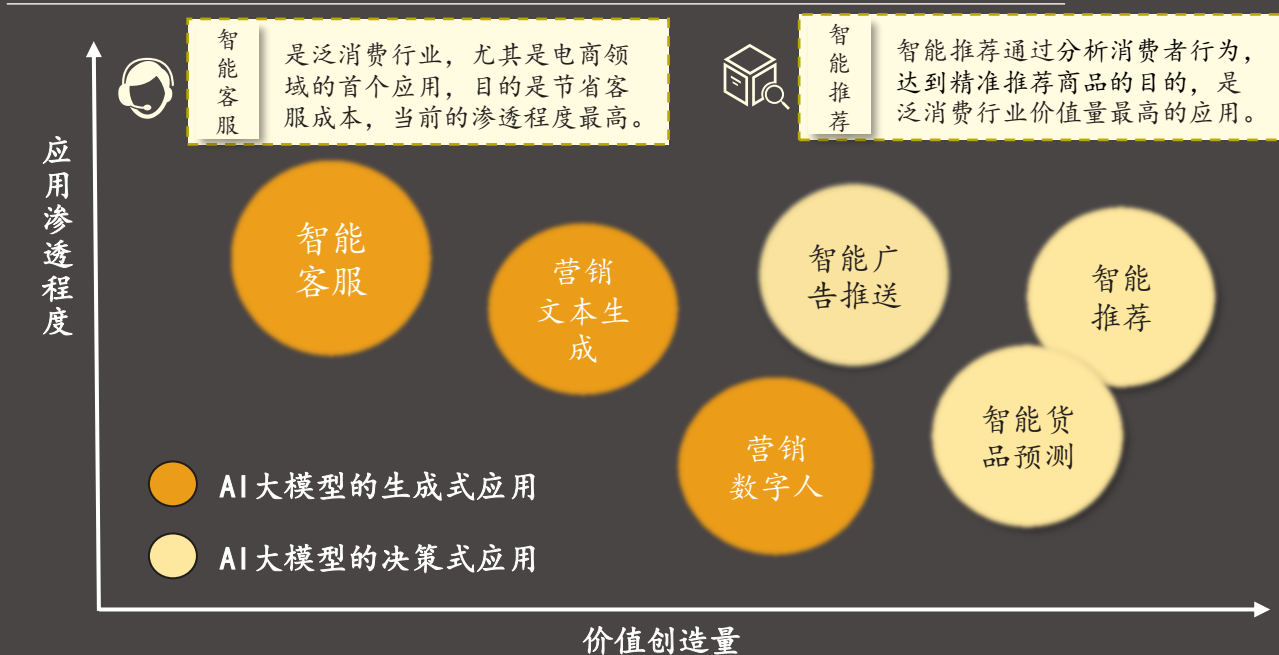 智
能
客
服
是泛消费行业，尤其是电商领
域的首个应用，目的是节省客
服成本，当前的渗透程度最高。
智
能
推
荐
智能推荐通过分析消费者行为，
达到精准推荐商品的目的，是
泛消费行业价值量最高的应用。
应
用
渗
透
程
度
智能
客服
营销
文本生
成
智能广
告推送
智能
推荐
营销
数字人
智能货
品预测
AI大模型的生成式应用
AI大模型的决策式应用
价值创造量